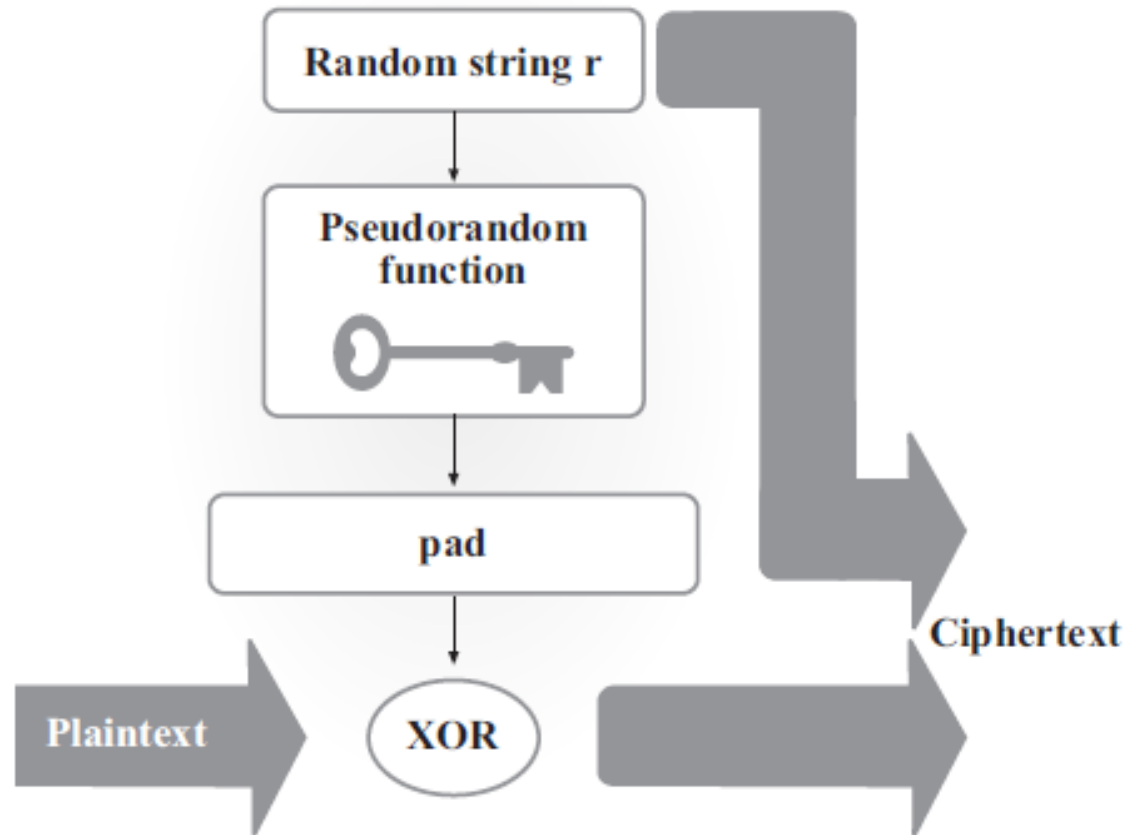 Random string r
Pseudorandom
function
pad
Ciphertext
Plaintext
XOR